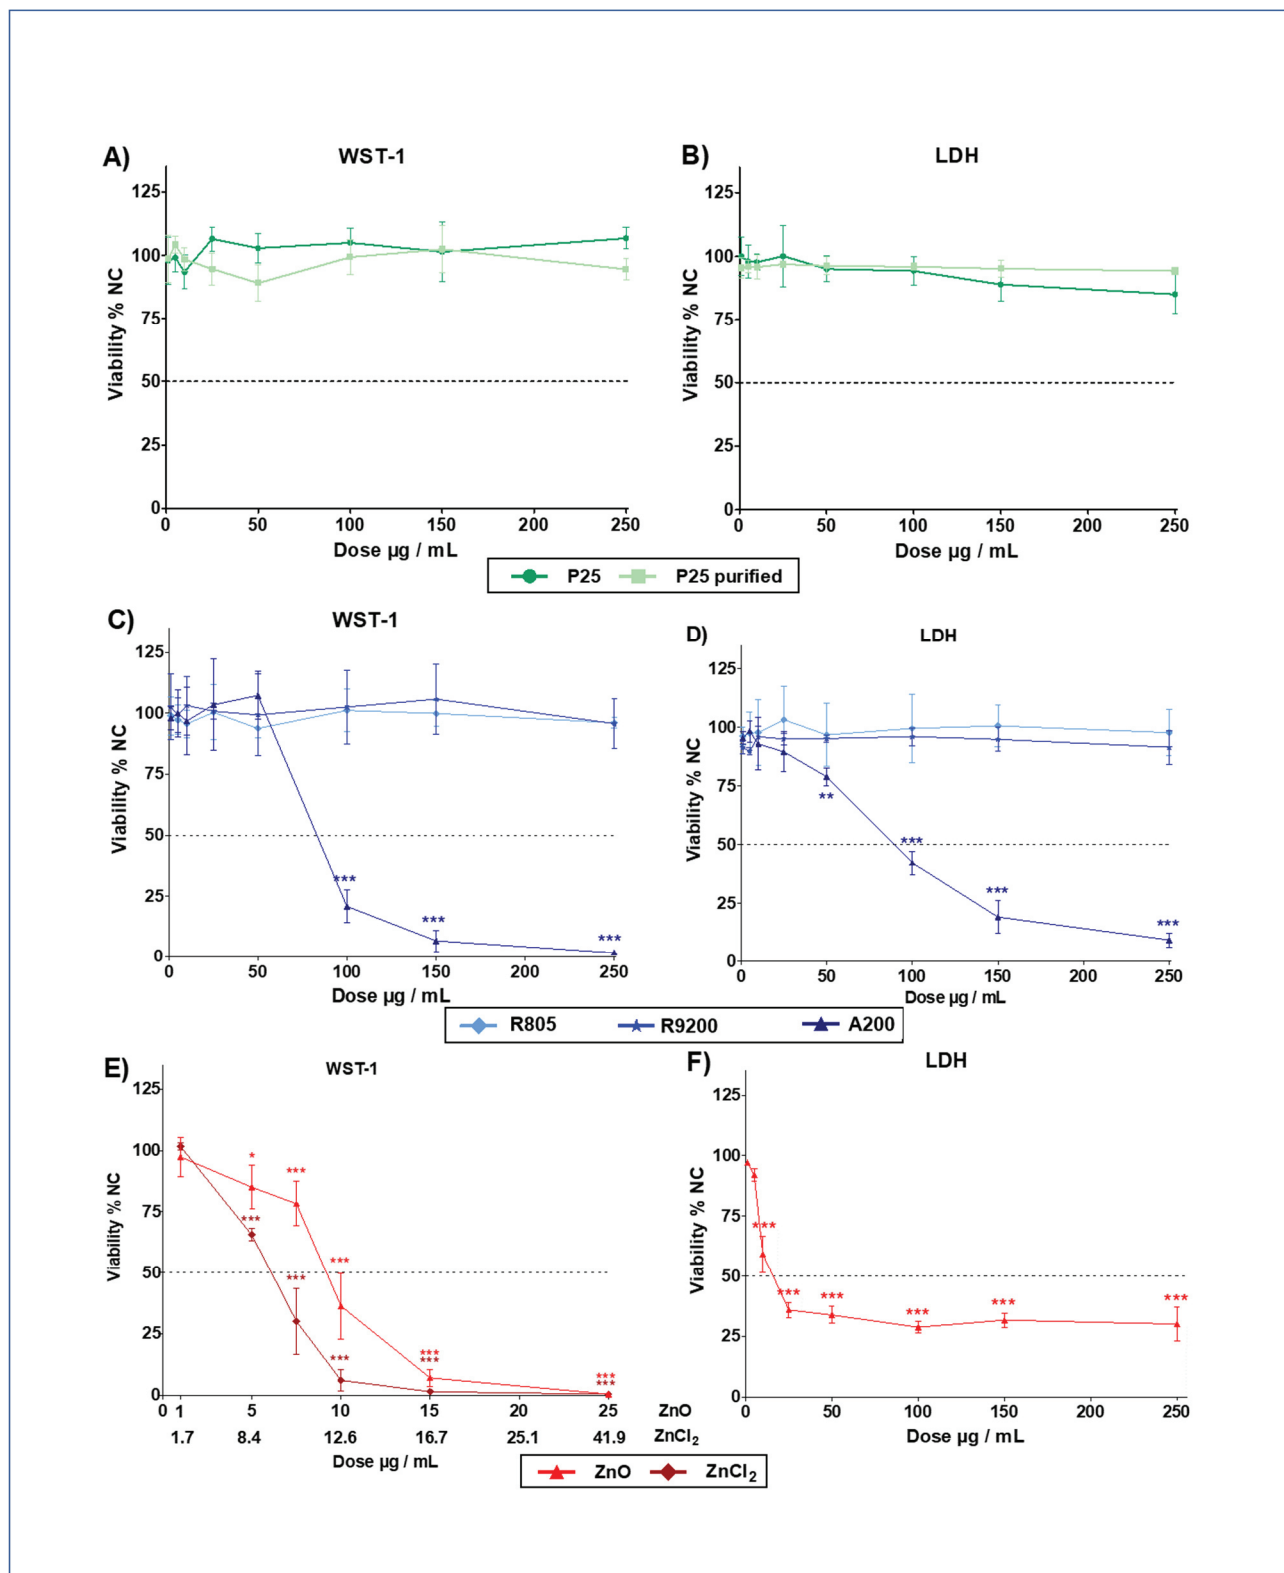 A) WST-1
Viability % NC
125
100
75
50
25
0
0 50 100 150 200 250
Dose µg / mL
B) LDH
Viability % NC
125
100
75
50
25
0
0 50 100 150 200 250
Dose µg / mL
P25 P25 purified
C) WST-1
Viability % NC
125
100
75
50
25
0
*** *** ***
0 50 100 150 200 250
Dose µg / mL
D) LDH
Viability % NC
125
100
75
50
25
0
** *** *** ***
0 50 100 150 200 250
Dose µg / mL
R805 R9200 A200
E) WST-1
Viability % NC
125
100
75
50
25
0
* *** *** *** ***
*** *** *** *** ***
0 1 5 10 15 20 25 ZnO
1.7 8.4 12.6 16.7 25.1 41.9 ZnCl₂
Dose µg / mL
F) LDH
Viability % NC
125
100
75
50
25
0
*** *** *** *** *** ***
0 50 100 150 200 250
Dose µg / mL
ZnO ZnCl₂